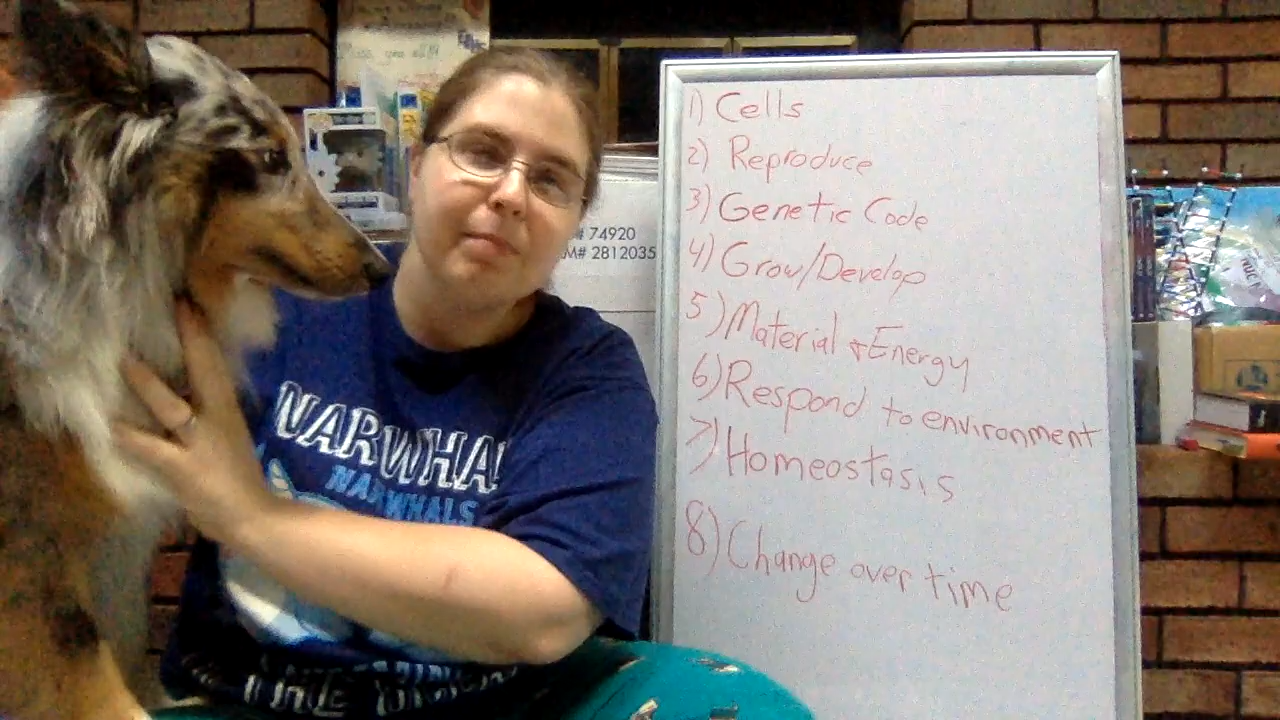 1) Cells
2) Reproduce
3) Genetic Code
4) Grow/Develop
5) Material & Energy
6) Respond to environment
7) Homeostasis
8) Change over time
# 74920
M# 2812035
NARWHAL
NARWHALS
THE